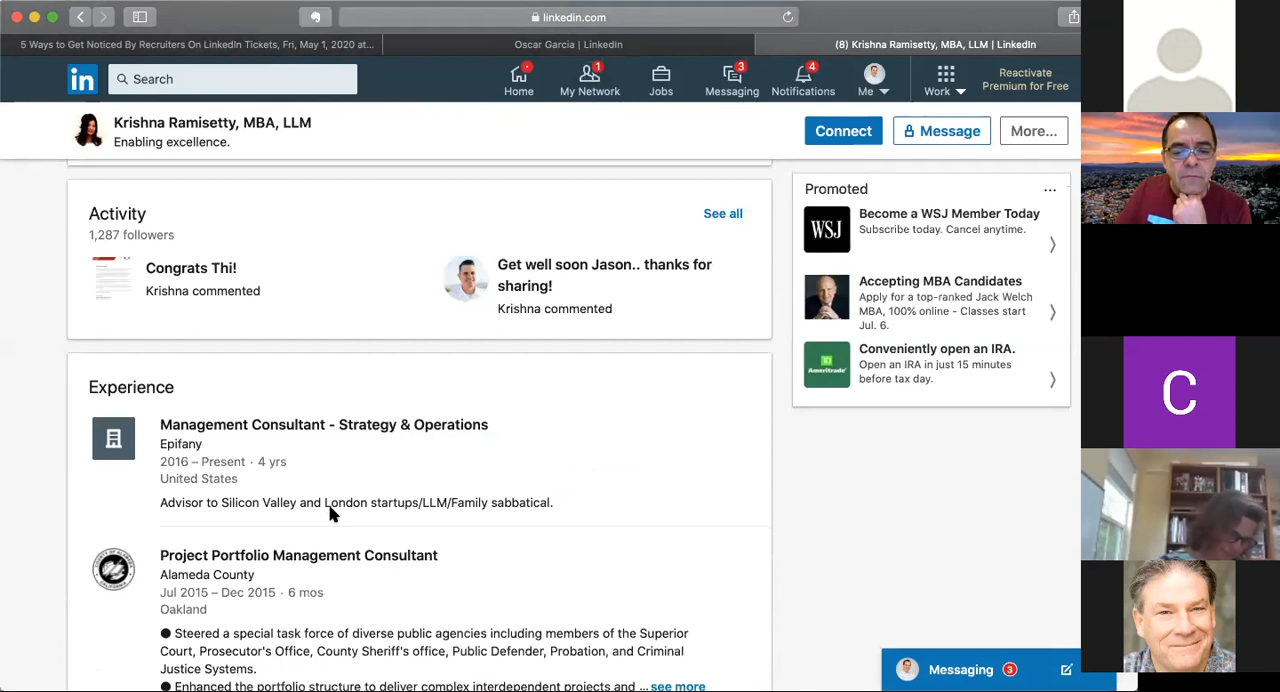 linkedin.com
5 Ways to Get Noticed By Recruiters On LinkedIn Tickets, Fri, May 1, 2020 at...
Oscar Garcia | LinkedIn
(8) Krishna Ramisetty, MBA, LLM | LinkedIn
in
Search
1
3
4
Home
My Network
Jobs
Messaging
Notifications
Me
Work
Reactivate
Premium for Free
Krishna Ramisetty, MBA, LLM
Enabling excellence.
Connect
Message
More...
Activity
See all
1,287 followers
Congrats Thi!
Krishna commented
Get well soon Jason.. thanks for
sharing!
Krishna commented
Promoted
...
WSJ
Become a WSJ Member Today
Subscribe today. Cancel anytime.
Accepting MBA Candidates
Apply for a top-ranked Jack Welch
MBA, 100% online - Classes start
Jul. 6.
Ameritrade
Conveniently open an IRA.
Open an IRA in just 15 minutes
before tax day.
Experience
Management Consultant - Strategy & Operations
Epifany
2016 – Present · 4 yrs
United States
Advisor to Silicon Valley and London startups/LLM/Family sabbatical.
Project Portfolio Management Consultant
Alameda County
Jul 2015 – Dec 2015 · 6 mos
Oakland
● Steered a special task force of diverse public agencies including members of the Superior
Court, Prosecutor's Office, County Sheriff's office, Public Defender, Probation, and Criminal
Justice Systems.
● Enhanced the portfolio structure to deliver complex interdependent projects and ... see more
Messaging 3
C